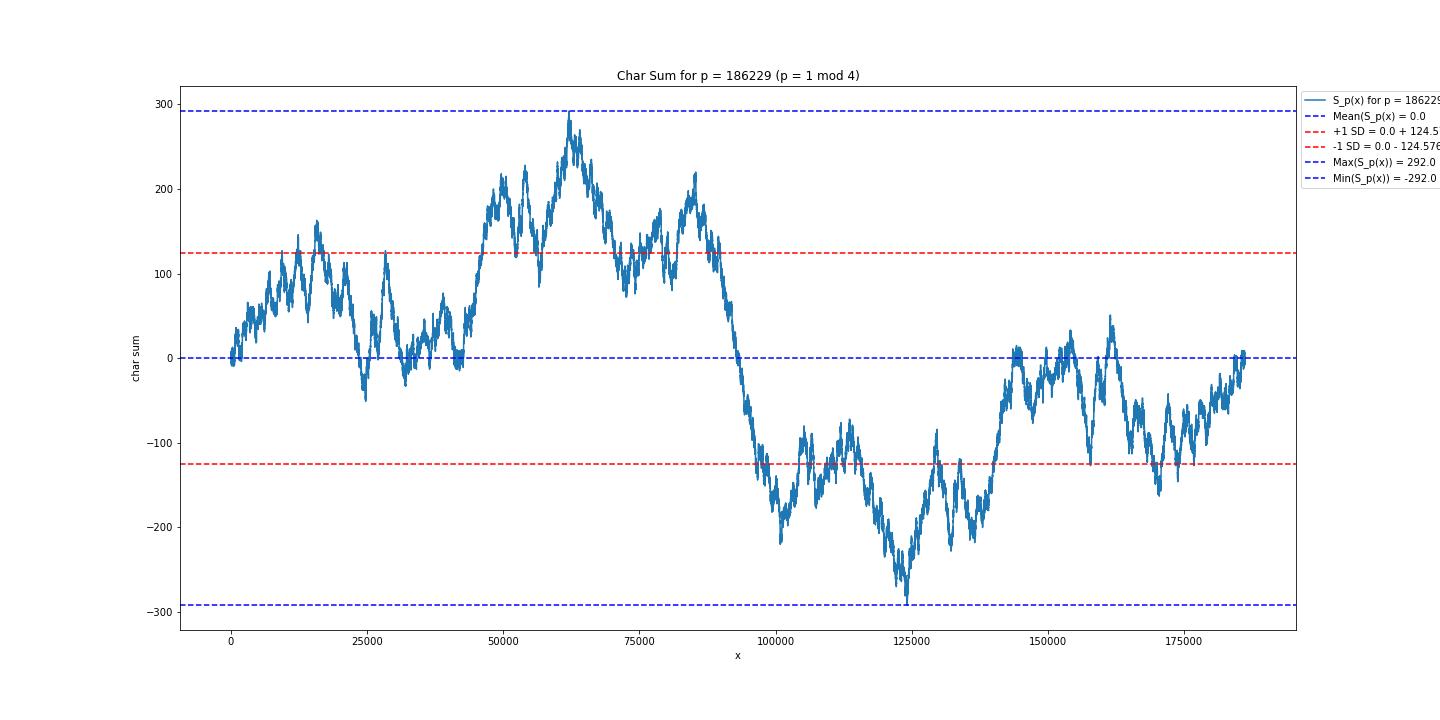 Char Sum for p = 186229 (p = 1 mod 4)
300
200
100
0
−100
−200
−300
char sum
0
25000
50000
75000
100000
125000
150000
175000
x
S_p(x) for p = 186229
Mean(S_p(x) = 0.0
+1 SD = 0.0 + 124.5
-1 SD = 0.0 - 124.576
Max(S_p(x)) = 292.0
Min(S_p(x)) = -292.0